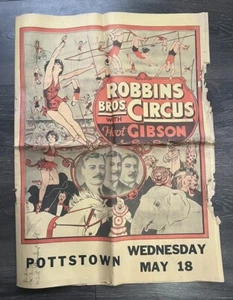 ROBBINS
BROS. CIRCUS
WITH
Hoot GIBSON
POTTSTOWN
WEDNESDAY
MAY 18